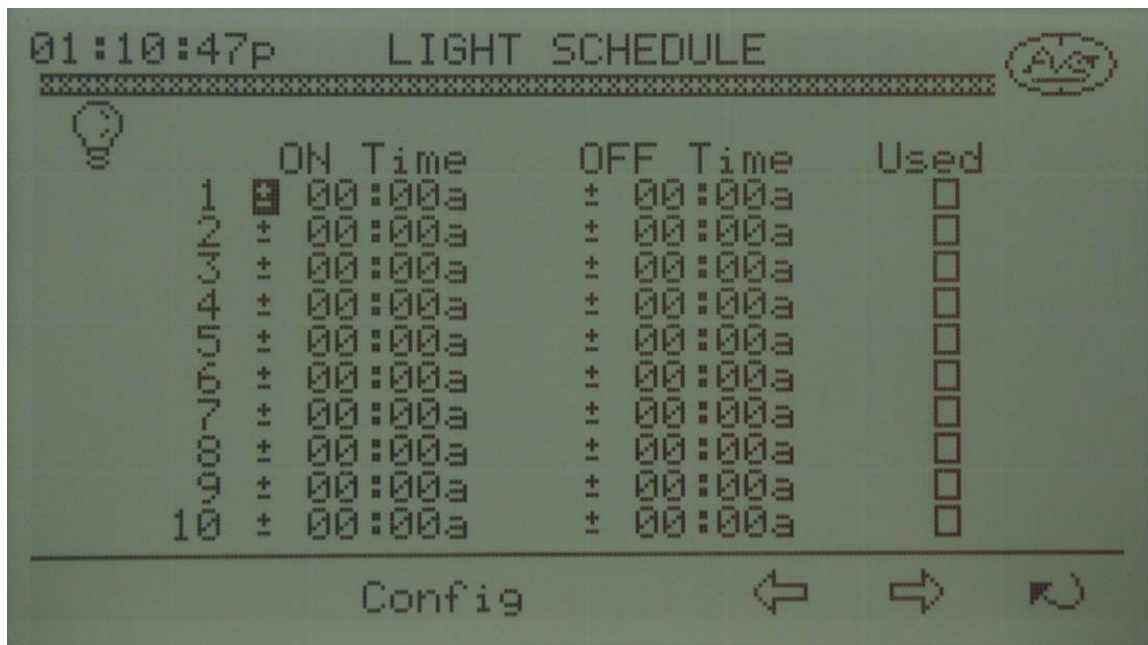 01:10:47p LIGHT SCHEDULE
ON Time OFF Time Used
1 ± 00:00a ± 00:00a
2 ± 00:00a ± 00:00a
3 ± 00:00a ± 00:00a
4 ± 00:00a ± 00:00a
5 ± 00:00a ± 00:00a
6 ± 00:00a ± 00:00a
7 ± 00:00a ± 00:00a
8 ± 00:00a ± 00:00a
9 ± 00:00a ± 00:00a
10 ± 00:00a ± 00:00a
Config